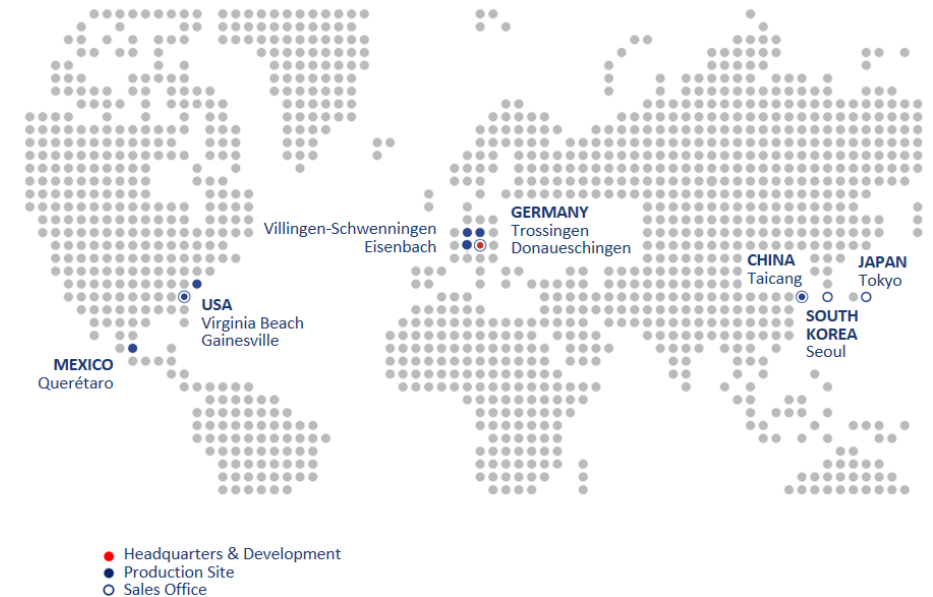 Villingen-Schwenningen
Eisenbach
GERMANY
Trossingen
Donaueschingen
CHINA
Taicang
JAPAN
Tokyo
SOUTH
KOREA
Seoul
USA
Virginia Beach
Gainesville
MEXICO
Querétaro
Headquarters & Development
Production Site
Sales Office